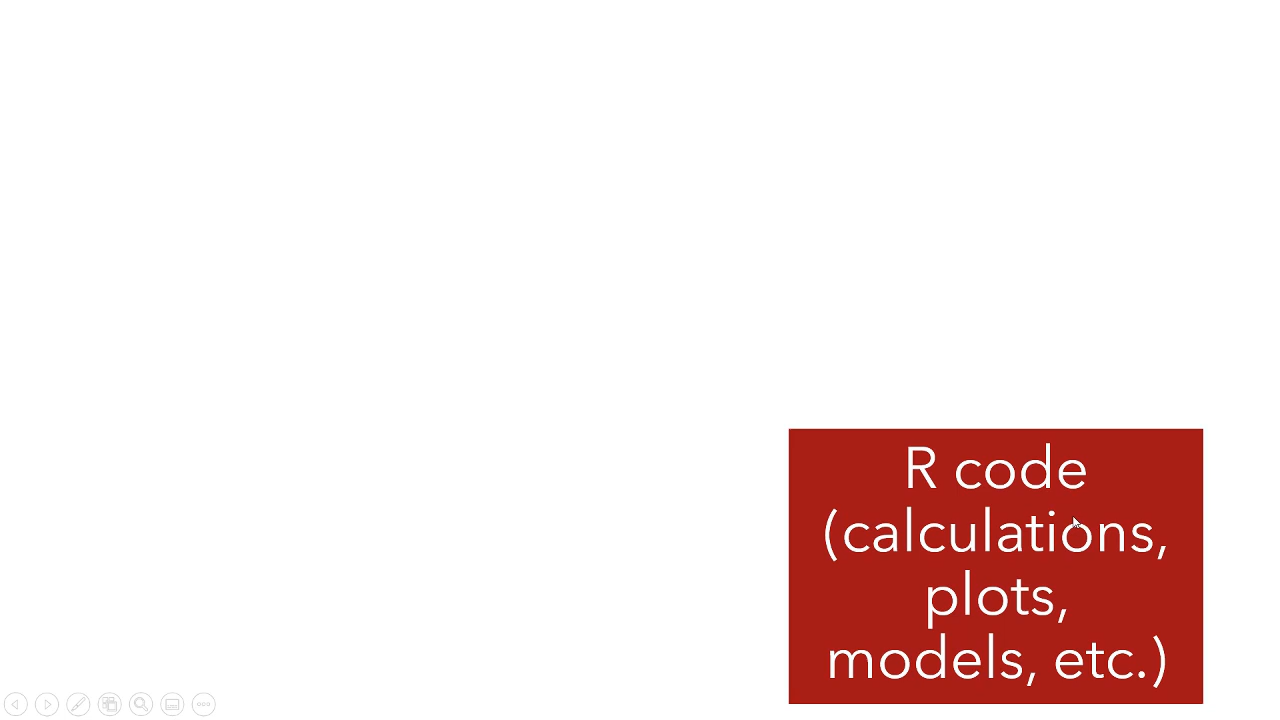 R code
(calculations,
plots,
models, etc.)